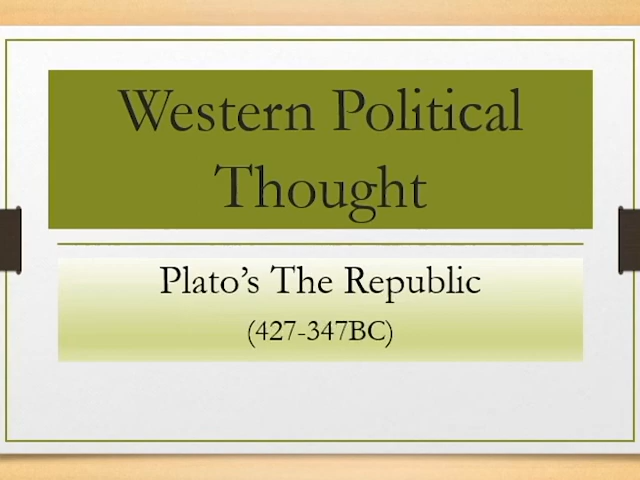 Western Political
Thought
Plato’s The Republic
(427-347BC)